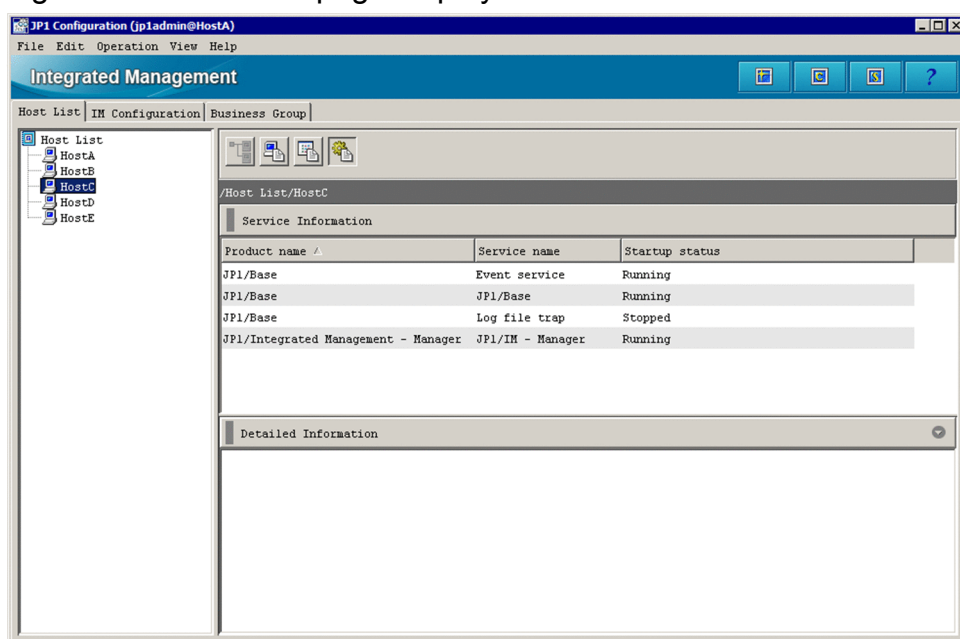 JP1 Configuration (jp1admin@HostA)
File Edit Operation View Help
Integrated Management
?
Host List IM Configuration Business Group
Host List
HostA
HostB
HostC
HostD
HostE
/Host List/HostC
Service Information
Product name Service name Startup status
JP1/Base Event service Running
JP1/Base JP1/Base Running
JP1/Base Log file trap Stopped
JP1/Integrated Management - Manager JP1/IM - Manager Running
Detailed Information